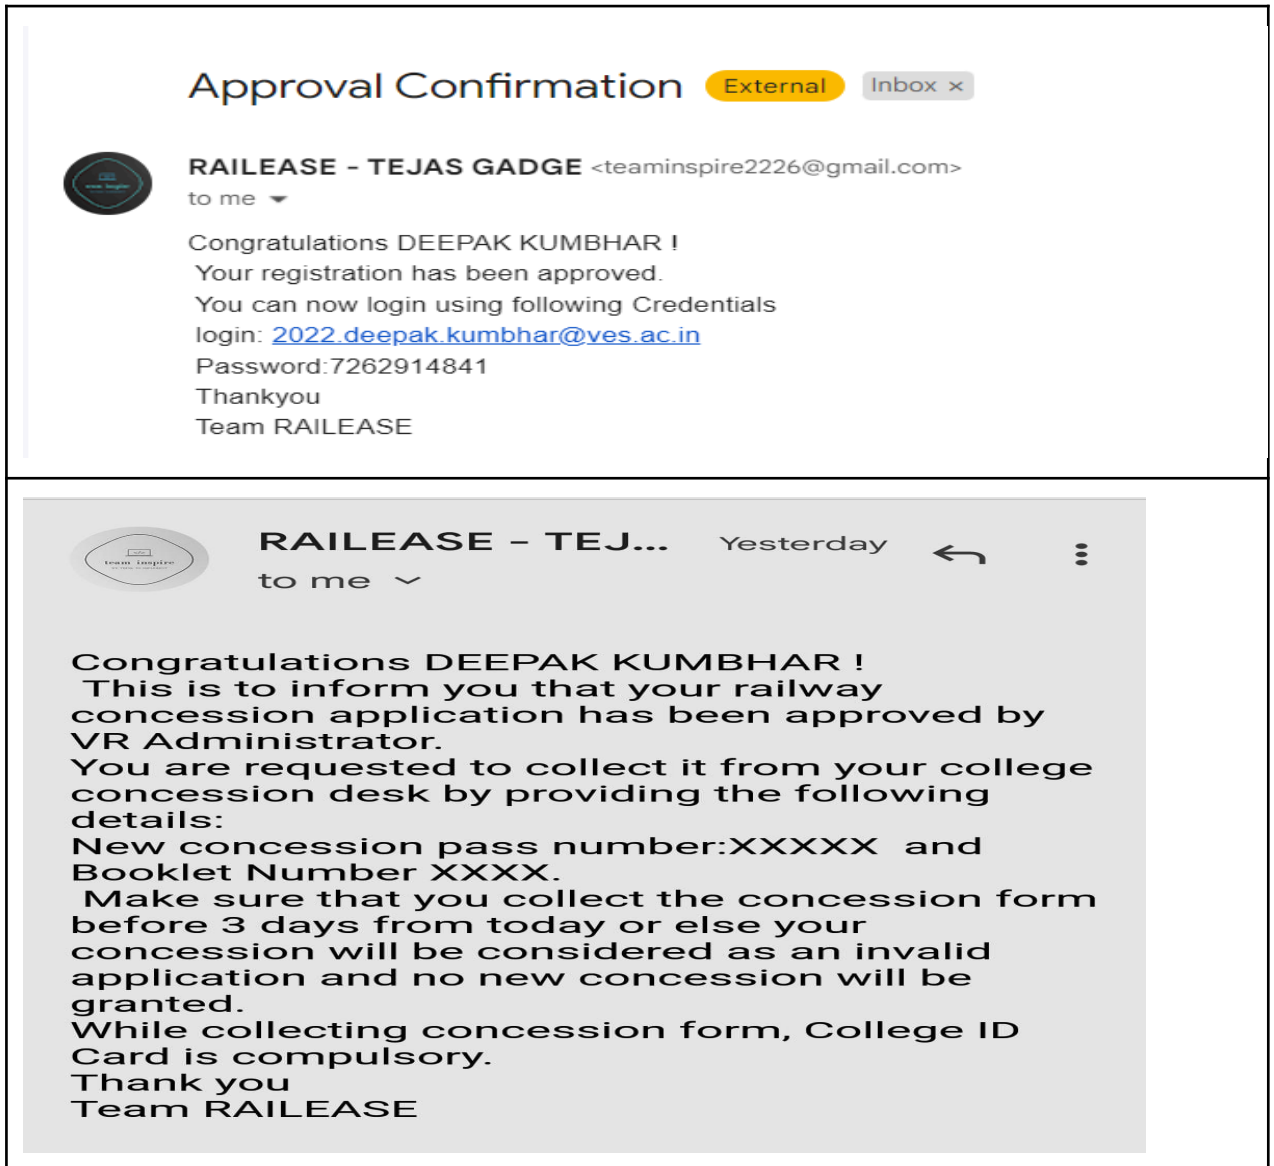 Approval Confirmation External Inbox ×
RAILEASE - TEJAS GADGE <teaminspire2226@gmail.com>
to me
Congratulations DEEPAK KUMBHAR !
Your registration has been approved.
You can now login using following Credentials
login: 2022.deepak.kumbhar@ves.ac.in
Password:7262914841
Thankyou
Team RAILEASE
RAILEASE - TEJ... Yesterday
team inspire
to me
Congratulations DEEPAK KUMBHAR !
This is to inform you that your railway
concession application has been approved by
VR Administrator.
You are requested to collect it from your college
concession desk by providing the following
details:
New concession pass number:XXXXX and
Booklet Number XXXX.
Make sure that you collect the concession form
before 3 days from today or else your
concession will be considered as an invalid
application and no new concession will be
granted.
While collecting concession form, College ID
Card is compulsory.
Thank you
Team RAILEASE